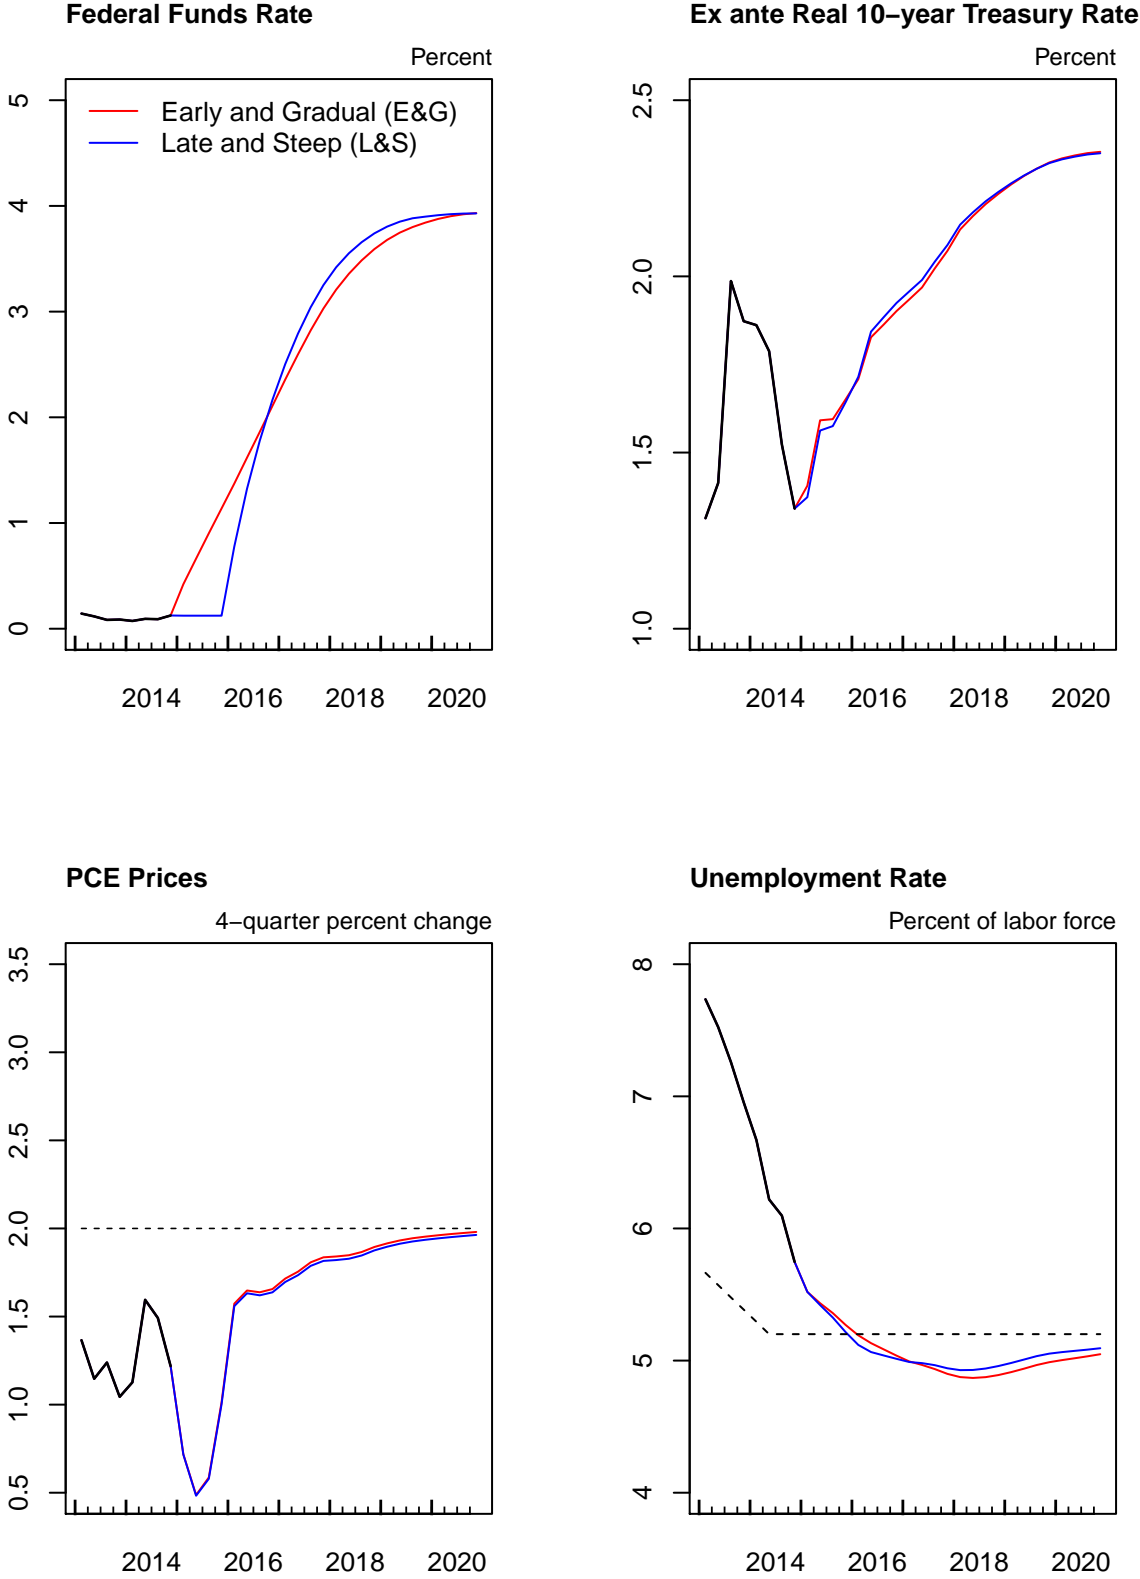 Federal Funds Rate
Percent
5
4
3
2
1
0
Early and Gradual (E&G)
Late and Steep (L&S)
2014 2016 2018 2020
Ex ante Real 10−year Treasury Rate
Percent
2.5
2.0
1.5
1.0
2014 2016 2018 2020
PCE Prices
4−quarter percent change
3.5
3.0
2.5
2.0
1.5
1.0
0.5
2014 2016 2018 2020
Unemployment Rate
Percent of labor force
8
7
6
5
4
2014 2016 2018 2020